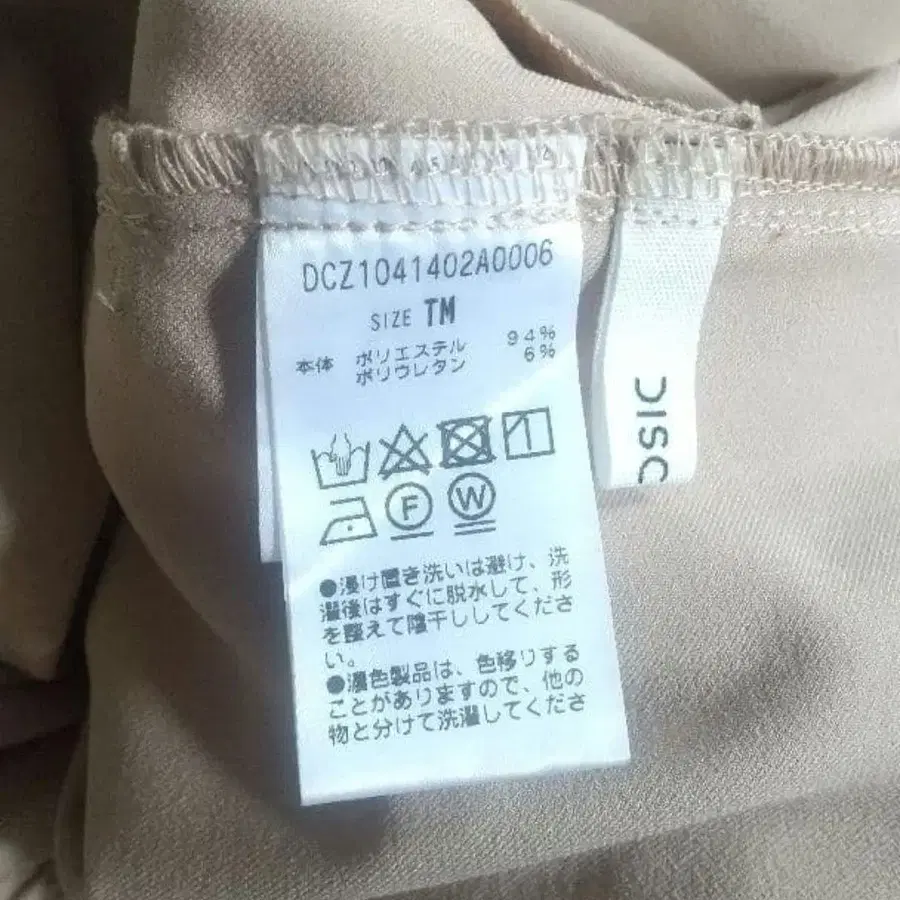 DCZ1041402A0006
SIZE TM
本体 ポリエステル 94%
ポリウレタン 6%
F W
●浸け置き洗いは避け、洗
濯後はすぐに脱水して、形
を整えて陰干ししてくださ
い。
●濃色製品は、色移りする
ことがありますので、他の
物と分けて洗濯してくださ